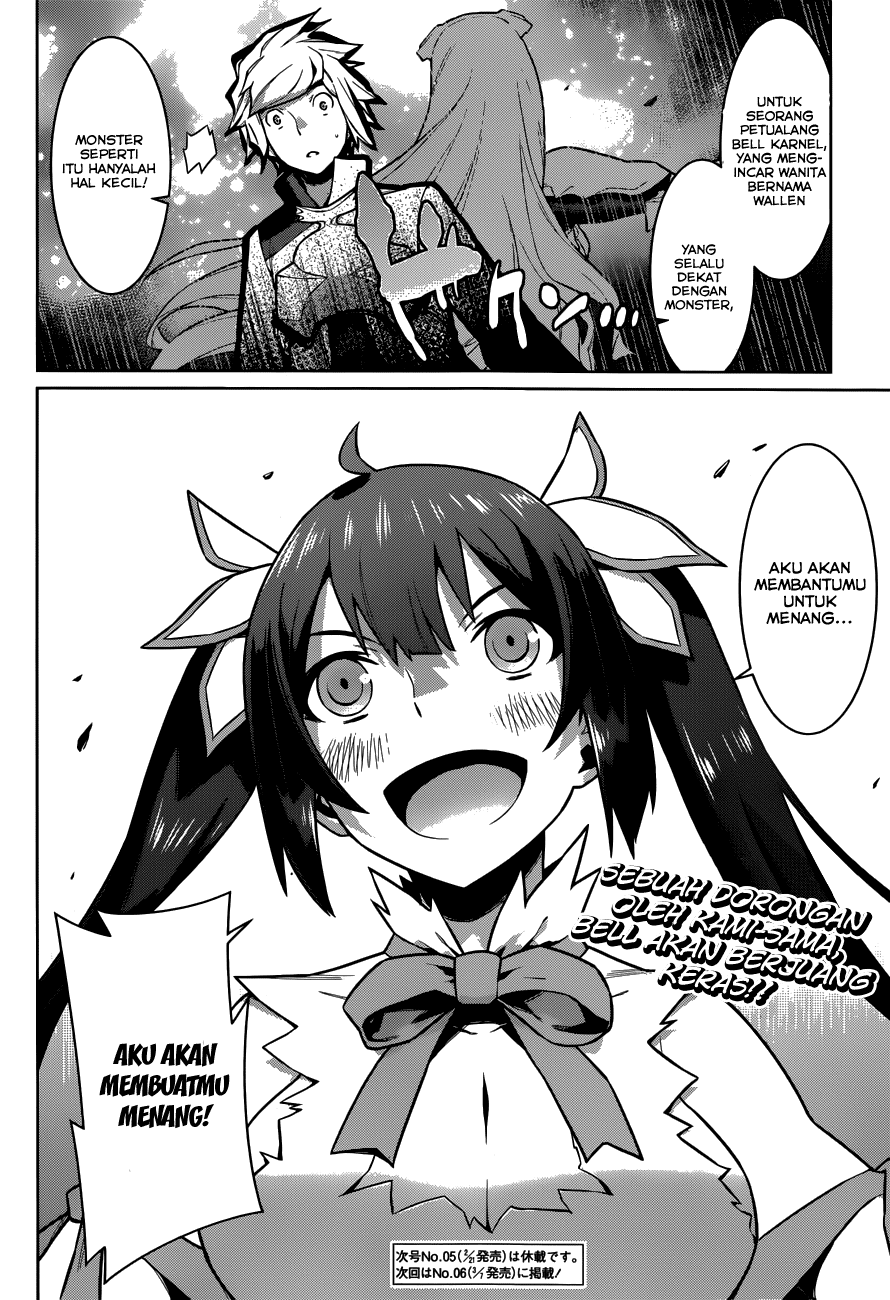 UNTUK
SEORANG
PETUALANG
BELL KARNEL,
YANG MENG-
INCAR WANITA
BERNAMA
WALLEN
YANG
SELALU
DEKAT
DENGAN
MONSTER,
MONSTER
SEPERTI
ITU HANYALAH
HAL KECIL!
AKU AKAN
MEMBANTUMU
UNTUK
MENANG...
SEBUAH DORONGAN
OLEH KAMI-SAMA,
BELL AKAN BERJUANG
KERAS!!
AKU AKAN
MEMBUATMU
MENANG!
次号No.05(2/21発売)は休載です。
次回はNo.06(3/7発売)に掲載!